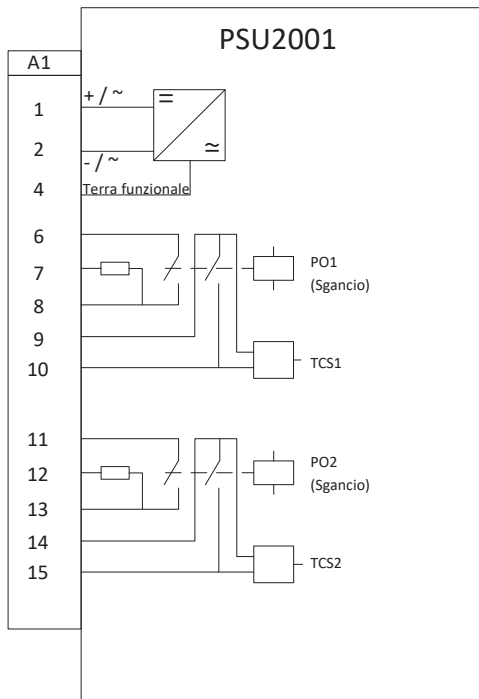 PSU2001
A1
1
+ / ~
=
2
- / ~
≃
4
Terra funzionale
6
7
PO1
(Sgancio)
8
9
10
TCS1
11
12
PO2
(Sgancio)
13
14
15
TCS2